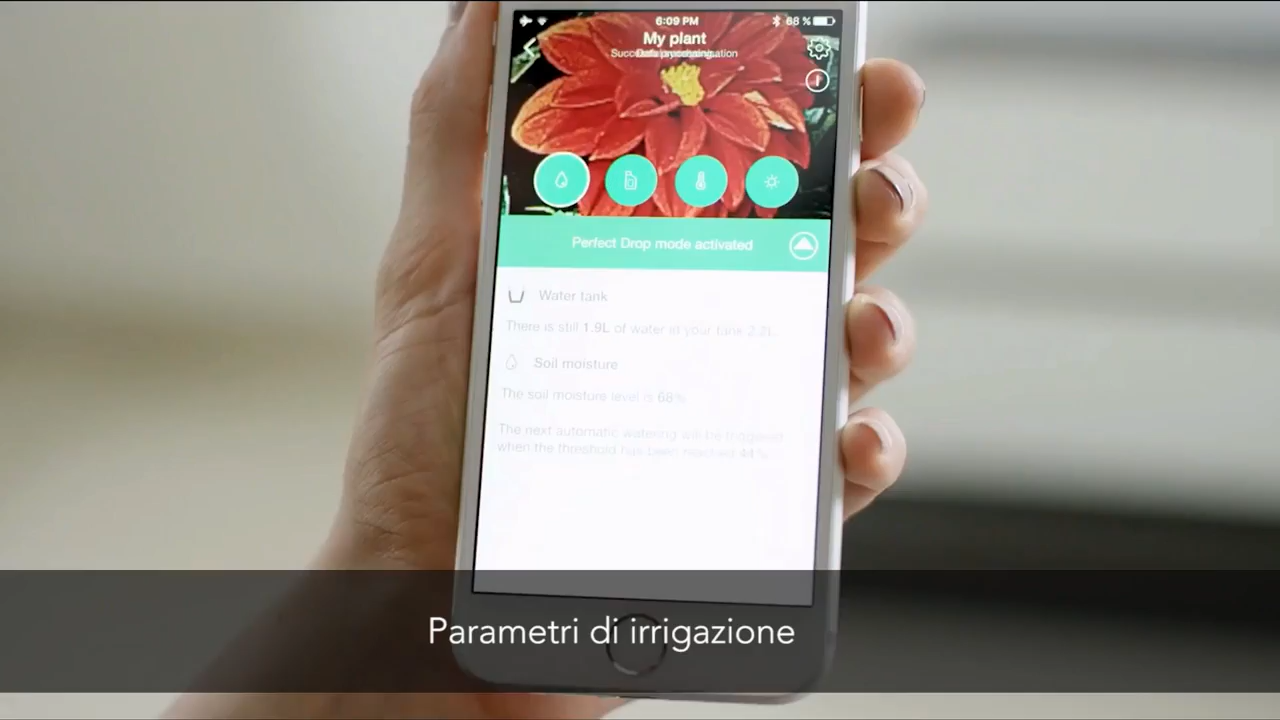 6:09 PM
68 %
My plant
Perfect Drop mode activated
Water tank
There is still 1.9L of water in your tank 2.2L.
Soil moisture
The soil moisture level is 68%
The next automatic watering will be triggered
when the threshold has been reached 44%.
Parametri di irrigazione